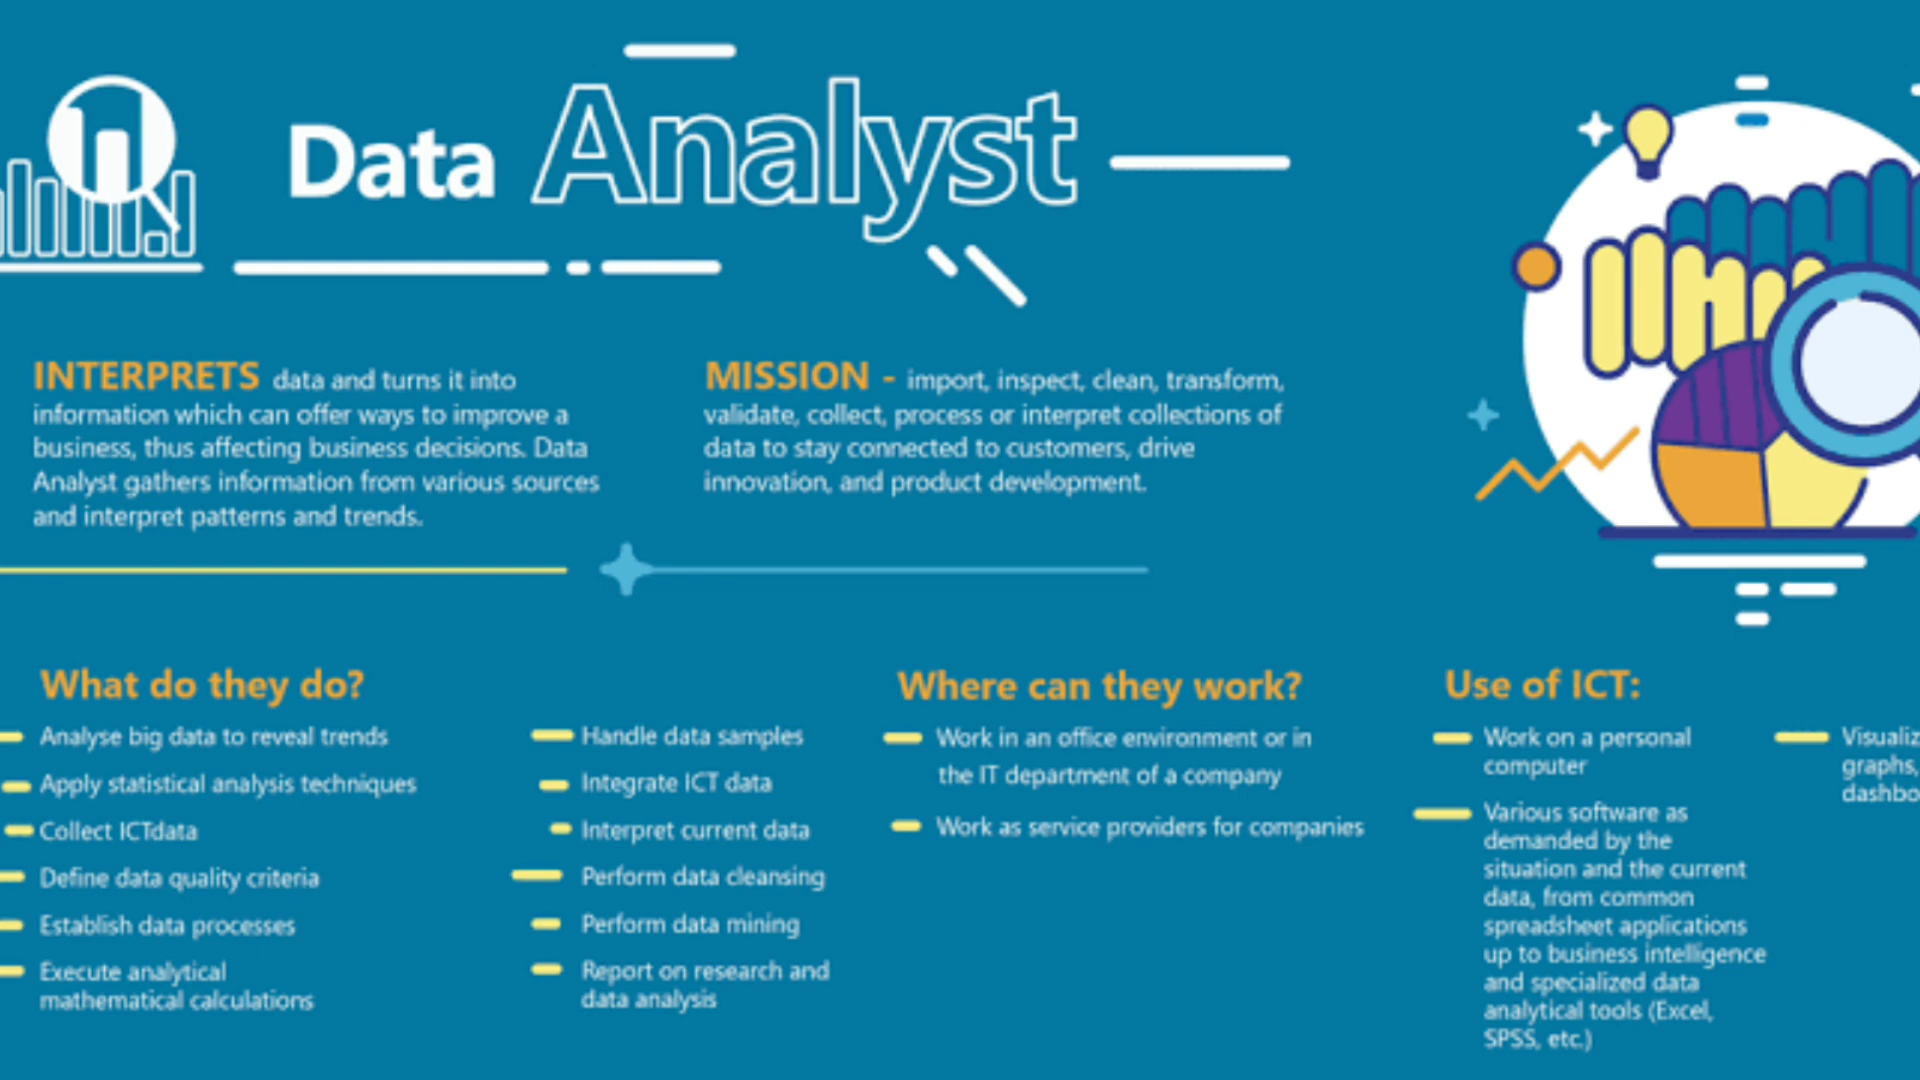 Data Analyst
INTERPRETS data and turns it into
information which can offer ways to improve a
business, thus affecting business decisions. Data
Analyst gathers information from various sources
and interpret patterns and trends.
MISSION - import, inspect, clean, transform,
validate, collect, process or interpret collections of
data to stay connected to customers, drive
innovation, and product development.
What do they do?
Analyse big data to reveal trends
Apply statistical analysis techniques
Collect ICTdata
Define data quality criteria
Establish data processes
Execute analytical
mathematical calculations
Handle data samples
Integrate ICT data
Interpret current data
Perform data cleansing
Perform data mining
Report on research and
data analysis
Where can they work?
Work in an office environment or in
the IT department of a company
Work as service providers for companies
Use of ICT:
Work on a personal
computer
Various software as
demanded by the
situation and the current
data, from common
spreadsheet applications
up to business intelligence
and specialized data
analytical tools (Excel,
SPSS, etc.)
graphs,